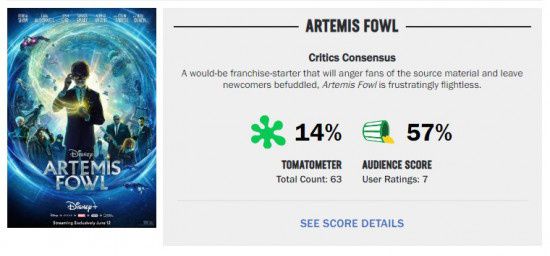 Disney
ARTEMIS
FOWL
Disney+
Streaming Exclusively June 12
ARTEMIS FOWL
Critics Consensus
A would-be franchise-starter that will anger fans of the source material and leave
newcomers befuddled, Artemis Fowl is frustratingly flightless.
14%
57%
TOMATOMETER
AUDIENCE SCORE
Total Count: 63
User Ratings: 7
SEE SCORE DETAILS